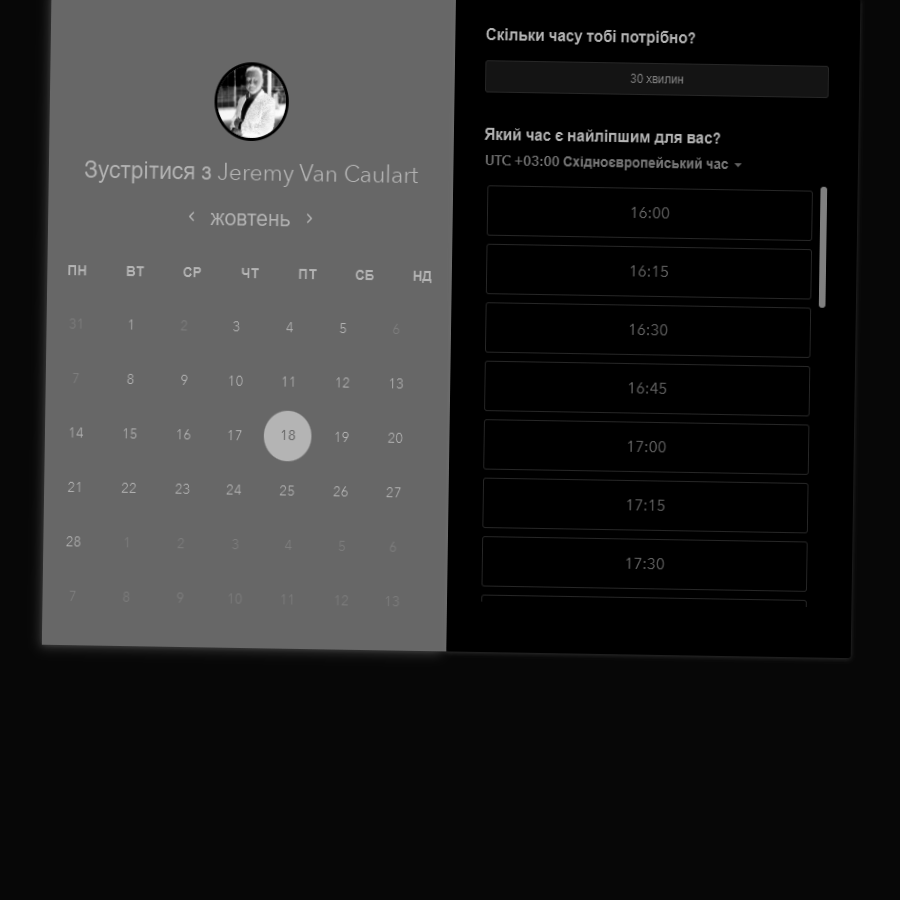 Зустрітися з Jeremy Van Caulart
жовтень
ПН ВТ СР ЧТ ПТ СБ НД
31 1 2 3 4 5 6
7 8 9 10 11 12 13
14 15 16 17 18 19 20
21 22 23 24 25 26 27
28 1 2 3 4 5 6
7 8 9 10 11 12 13
Скільки часу тобі потрібно?
30 хвилин
Який час є найліпшим для вас?
UTC +03:00 Східноєвропейський час
16:00
16:15
16:30
16:45
17:00
17:15
17:30